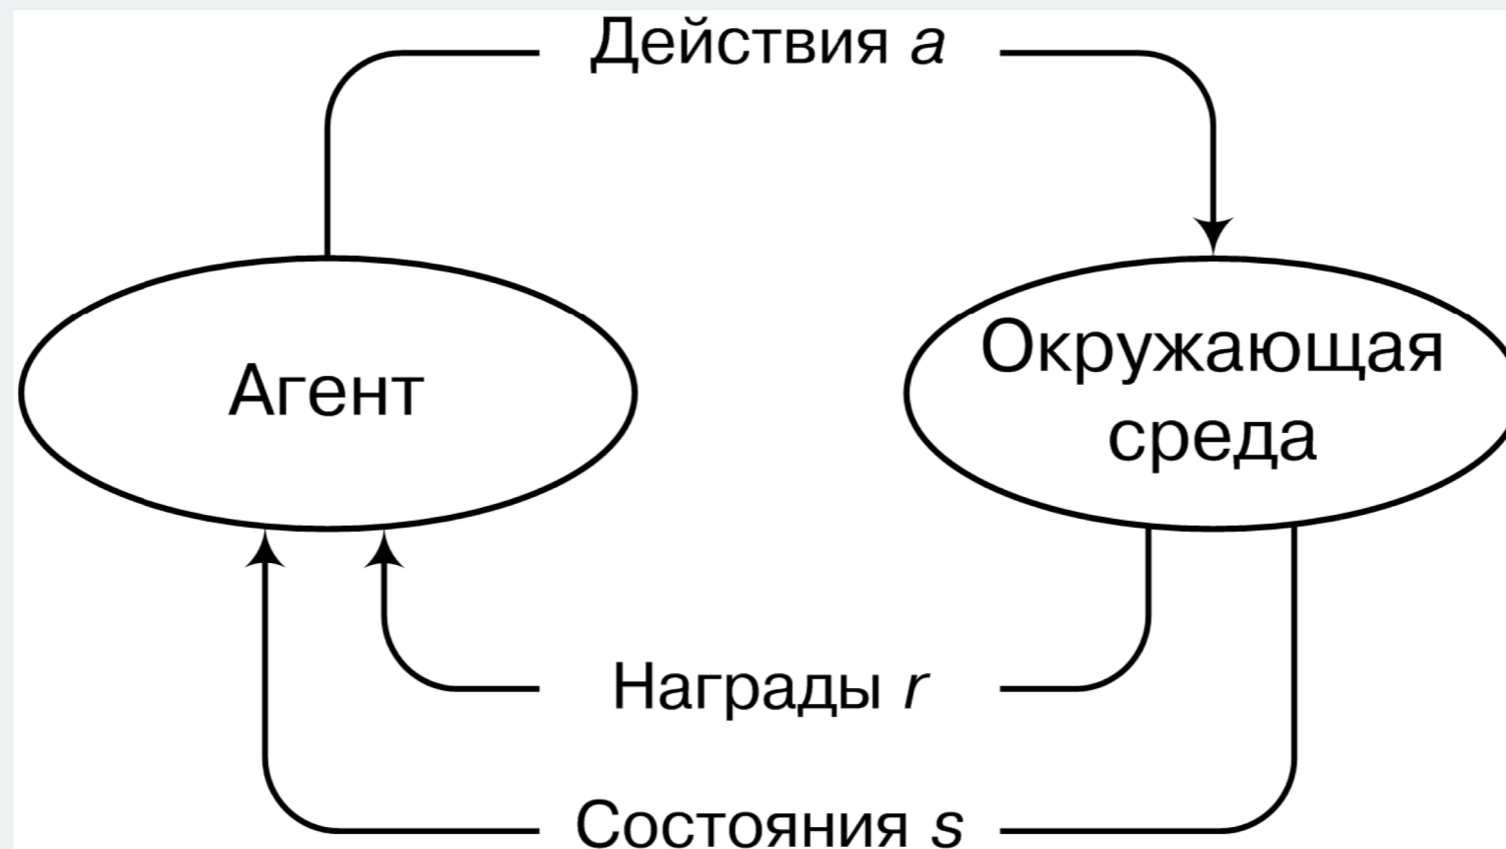 Действия a
Агент
Окружающая
среда
Награды r
Состояния s